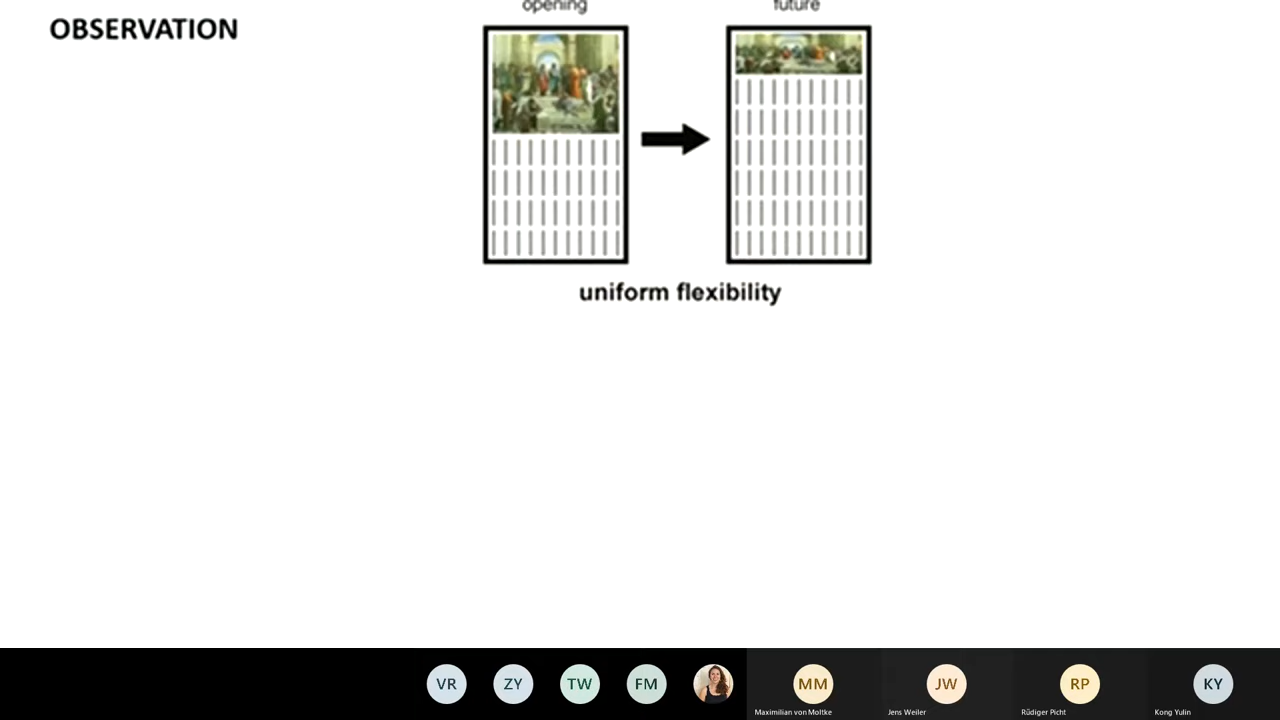 opening
future
OBSERVATION
uniform flexibility
VR
ZY
TW
FM
MM
JW
RP
KY
Maximilian von Moltke
Jens Weiler
Rüdiger Picht
Kong Yulin